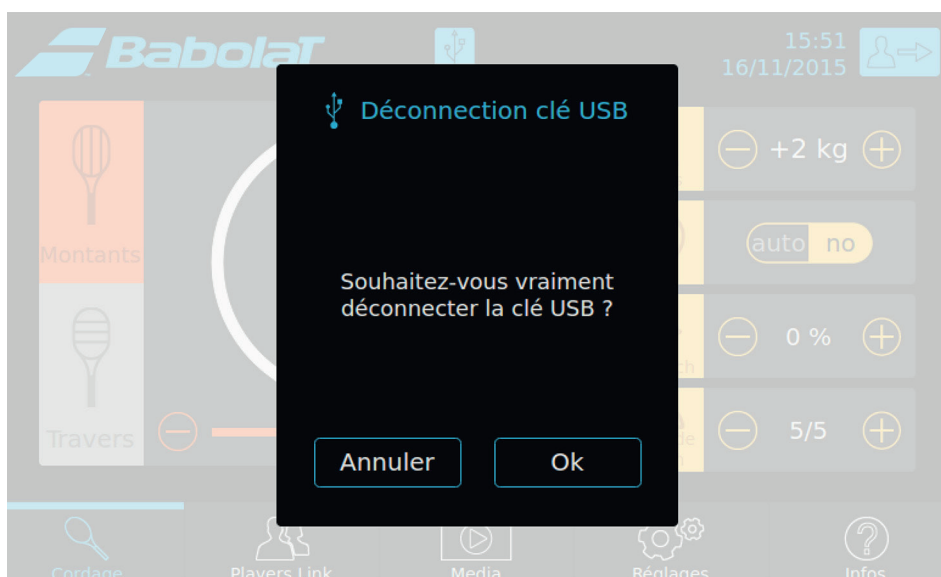 BabolaT
15:51
16/11/2015
Déconnection clé USB
+2 kg
Montants
auto no
Souhaitez-vous vraiment
déconnecter la clé USB ?
0 %
Travers
5/5
Annuler
Ok
Cordage
Players Link
Media
Réglages
Infos